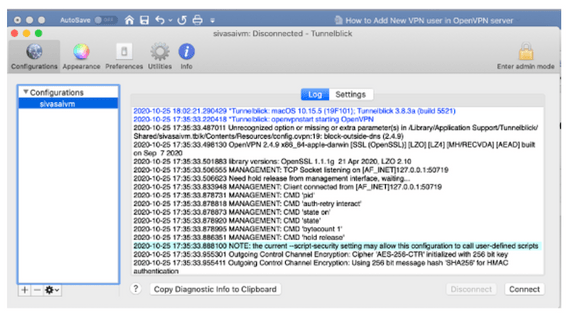 AutoSave
How to Add New VPN user in OpenVPN server
sivasaivm: Disconnected - Tunnelblick
Configurations Appearance Preferences Utilities Info
Enter admin mode
Configurations
sivasaivm
Log Settings
2020-10-25 18:02:21.290429 *Tunnelblick: macOS 10.15.5 (19F101); Tunnelblick 3.8.3a (build 5521)
2020-10-25 17:35:33.220418 *Tunnelblick: openvpnstart starting OpenVPN
2020-10-25 17:35:33.487011 Unrecognized option or missing or extra parameter(s) in /Library/Application Support/Tunnelblick/
Shared/sivasaivm.tblk/Contents/Resources/config.ovpn:19: block-outside-dns (2.4.9)
2020-10-25 17:35:33.498130 OpenVPN 2.4.9 x86_64-apple-darwin [SSL (OpenSSL)] [LZO] [LZ4] [MH/RECVDA] [AEAD] built
on Sep 7 2020
2020-10-25 17:35:33.501883 library versions: OpenSSL 1.1.1g 21 Apr 2020, LZO 2.10
2020-10-25 17:35:33.506555 MANAGEMENT: TCP Socket listening on [AF_INET]127.0.0.1:50719
2020-10-25 17:35:33.506623 Need hold release from management interface, waiting...
2020-10-25 17:35:33.833948 MANAGEMENT: Client connected from [AF_INET]127.0.0.1:50719
2020-10-25 17:35:33.878731 MANAGEMENT: CMD 'pid'
2020-10-25 17:35:33.878818 MANAGEMENT: CMD 'auth-retry interact'
2020-10-25 17:35:33.878873 MANAGEMENT: CMD 'state on'
2020-10-25 17:35:33.878920 MANAGEMENT: CMD 'state'
2020-10-25 17:35:33.878995 MANAGEMENT: CMD 'bytecount 1'
2020-10-25 17:35:33.886351 MANAGEMENT: CMD 'hold release'
2020-10-25 17:35:33.888100 NOTE: the current --script-security setting may allow this configuration to call user-defined scripts
2020-10-25 17:35:33.955301 Outgoing Control Channel Encryption: Cipher 'AES-256-CTR' initialized with 256 bit key
2020-10-25 17:35:33.955411 Outgoing Control Channel Encryption: Using 256 bit message hash 'SHA256' for HMAC
authentication
? Copy Diagnostic Info to Clipboard Disconnect Connect